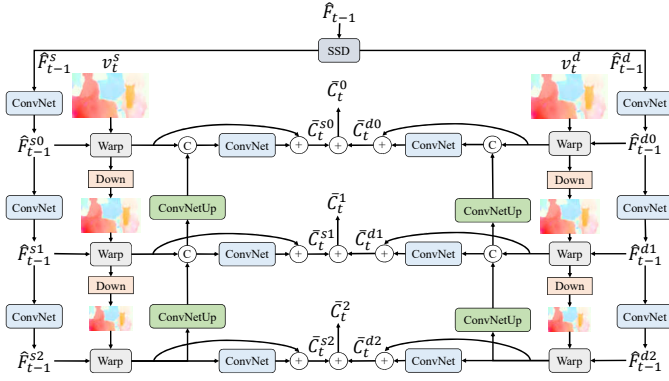 F̂_{t-1}
SSD
F̂^s_{t-1} v^s_t v^d_t F̂^d_{t-1}
ConvNet C̄^0_t ConvNet
F̂^{s0}_{t-1} Warp C ConvNet + C̄^{s0}_t + C̄^{d0}_t + ConvNet C Warp F̂^{d0}_{t-1}
Down Down
ConvNet ConvNetUp C̄^1_t ConvNetUp ConvNet
F̂^{s1}_{t-1} Warp C ConvNet + C̄^{s1}_t + C̄^{d1}_t + ConvNet C Warp F̂^{d1}_{t-1}
Down Down
ConvNet ConvNetUp C̄^2_t ConvNetUp ConvNet
F̂^{s2}_{t-1} Warp ConvNet + C̄^{s2}_t + C̄^{d2}_t + ConvNet Warp F̂^{d2}_{t-1}